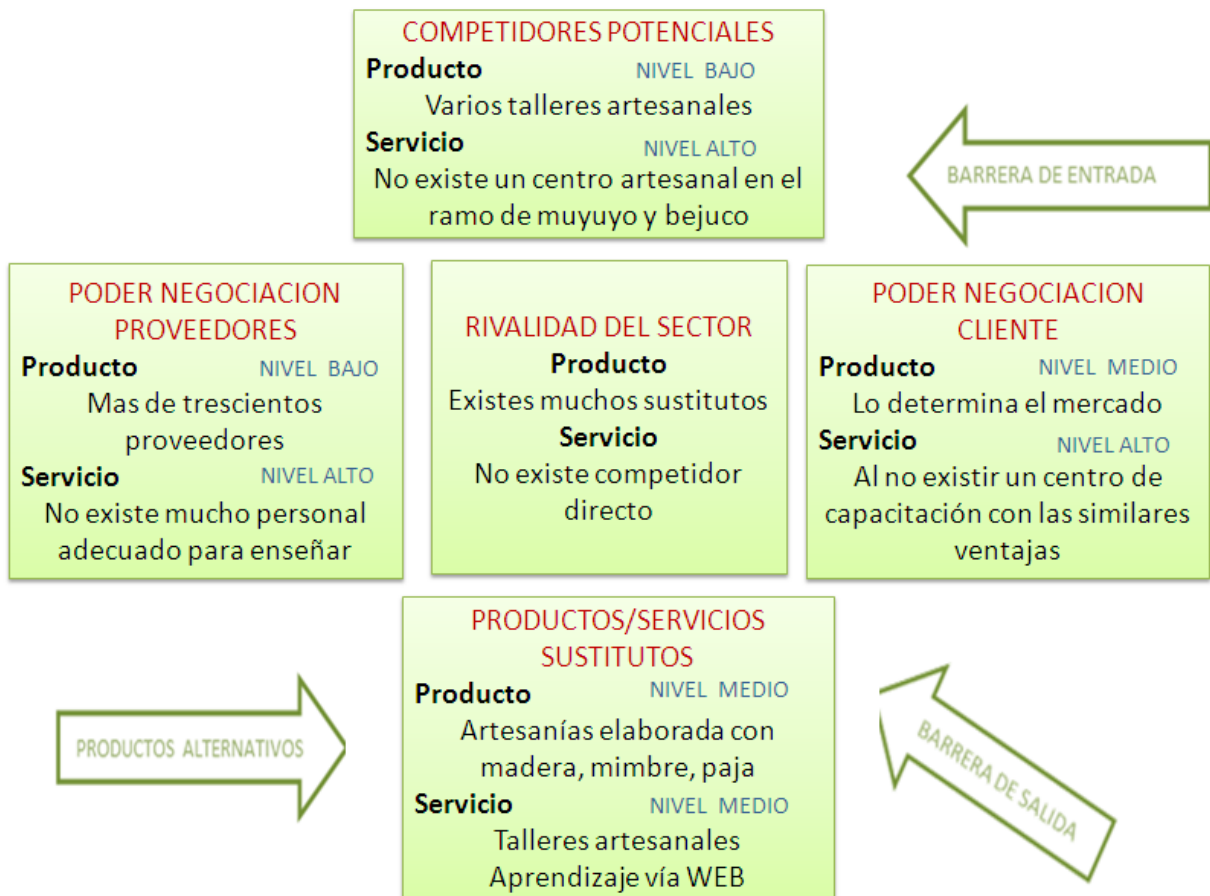 COMPETIDORES POTENCIALES
Producto NIVEL BAJO
Varios talleres artesanales
Servicio NIVEL ALTO
No existe un centro artesanal en el
ramo de muyuyo y bejuco
BARRERA DE ENTRADA
PODER NEGOCIACION
PROVEEDORES
Producto NIVEL BAJO
Mas de trescientos
proveedores
Servicio NIVEL ALTO
No existe mucho personal
adecuado para enseñar
RIVALIDAD DEL SECTOR
Producto
Existes muchos sustitutos
Servicio
No existe competidor
directo
PODER NEGOCIACION
CLIENTE
Producto NIVEL MEDIO
Lo determina el mercado
Servicio NIVEL ALTO
Al no existir un centro de
capacitación con las similares
ventajas
PRODUCTOS ALTERNATIVOS
PRODUCTOS/SERVICIOS
SUSTITUTOS
Producto NIVEL MEDIO
Artesanías elaborada con
madera, mimbre, paja
Servicio NIVEL MEDIO
Talleres artesanales
Aprendizaje vía WEB
BARRERA DE SALIDA